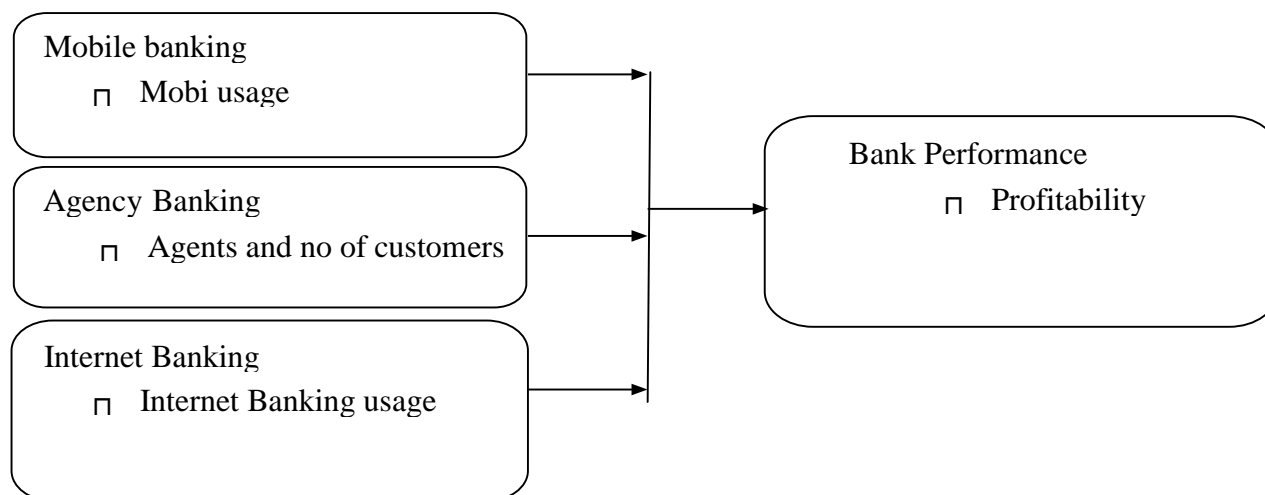 Mobile banking
Mobi usage
Agency Banking
Agents and no of customers
Internet Banking
Internet Banking usage
Bank Performance
Profitability